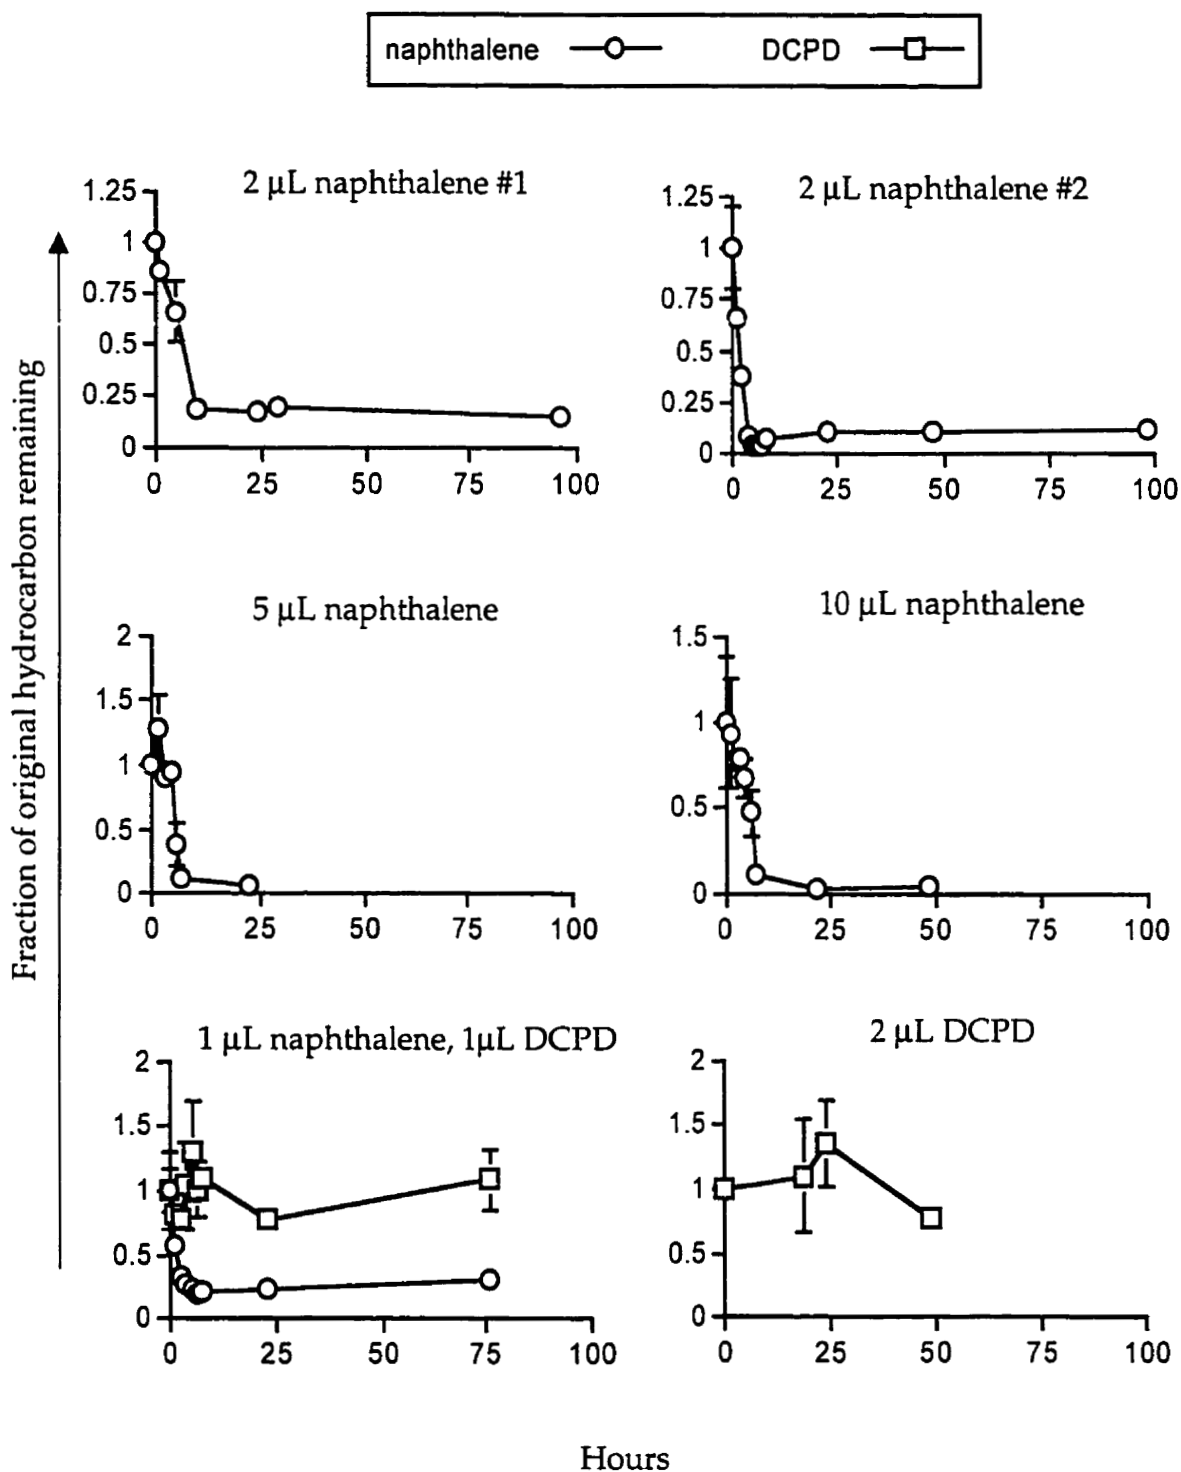 naphthalene DCPD
2 µL naphthalene #1
1.25
1
0.75
0.5
0.25
0
0 25 50 75 100
2 µL naphthalene #2
1.25
1
0.75
0.5
0.25
0
0 25 50 75 100
Fraction of original hydrocarbon remaining
5 µL naphthalene
2
1.5
1
0.5
0
0 25 50 75 100
10 µL naphthalene
1.5
1
0.5
0
0 25 50 75 100
1 µL naphthalene, 1µL DCPD
2
1.5
1
0.5
0
0 25 50 75 100
2 µL DCPD
2
1.5
1
0.5
0
0 25 50 75 100
Hours